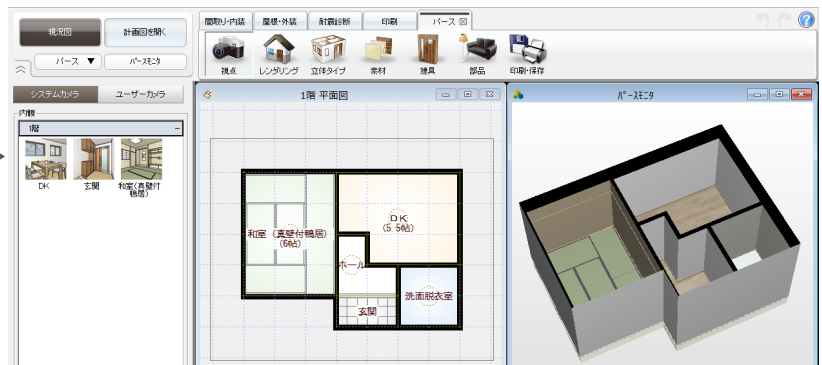 現況図
計画図を開く
パース ▼
パースモニタ
間取り・内装
屋根・外装
耐震診断
印刷
パース
視点
レンダリング
立体タイプ
素材
建具
部品
印刷・保存
システムカメラ
ユーザーカメラ
内観
1階
DK
玄関
和室(真壁付
鴨居)
1階 平面図
和室（真壁付鴨居）
(6帖)
DK
(5.5帖)
ホール
洗面脱衣室
玄関
パースモニタ